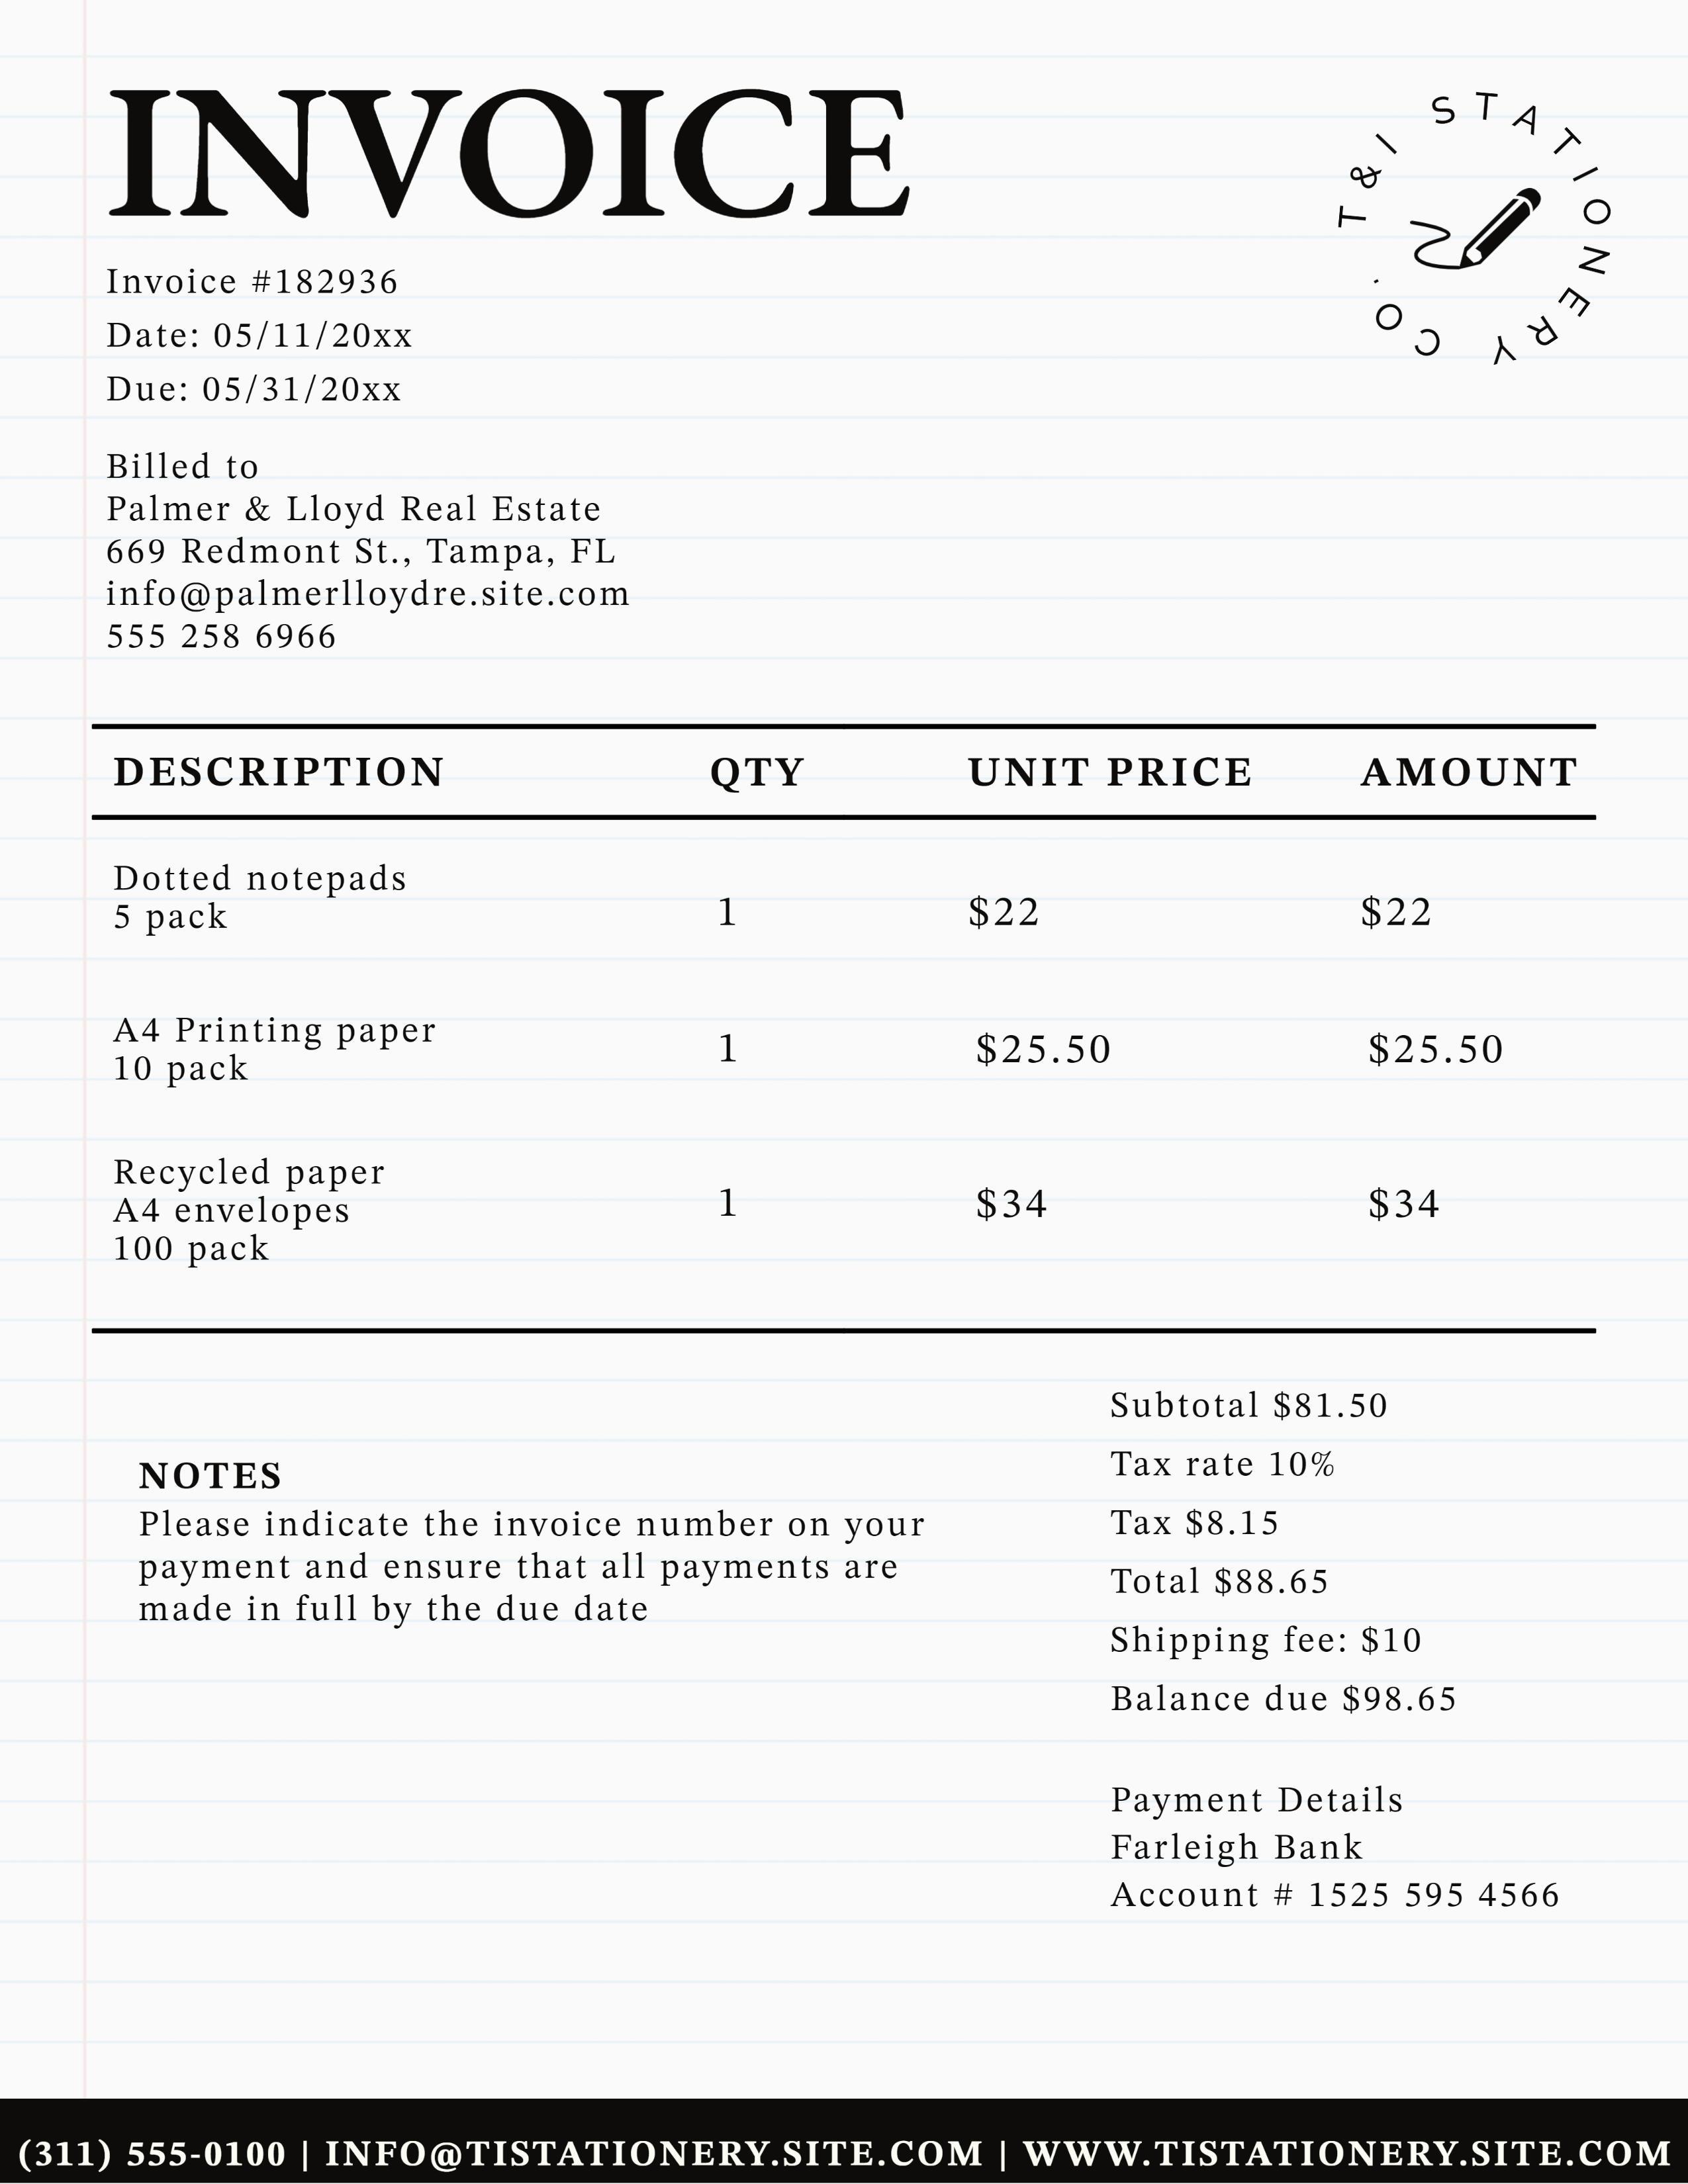 INVOICE
T&I STATIONERY CO.
Invoice #182936
Date: 05/11/20xx
Due: 05/31/20xx
Billed to
Palmer & Lloyd Real Estate
669 Redmont St., Tampa, FL
info@palmerlloydre.site.com
555 258 6966
DESCRIPTION QTY UNIT PRICE AMOUNT
Dotted notepads
5 pack 1 $22 $22
A4 Printing paper
10 pack 1 $25.50 $25.50
Recycled paper
A4 envelopes 1 $34 $34
100 pack
Subtotal $81.50
Tax rate 10%
Tax $8.15
Total $88.65
Shipping fee: $10
Balance due $98.65
NOTES
Please indicate the invoice number on your
payment and ensure that all payments are
made in full by the due date
Payment Details
Farleigh Bank
Account # 1525 595 4566
(311) 555-0100 | INFO@TISTATIONERY.SITE.COM | WWW.TISTATIONERY.SITE.COM